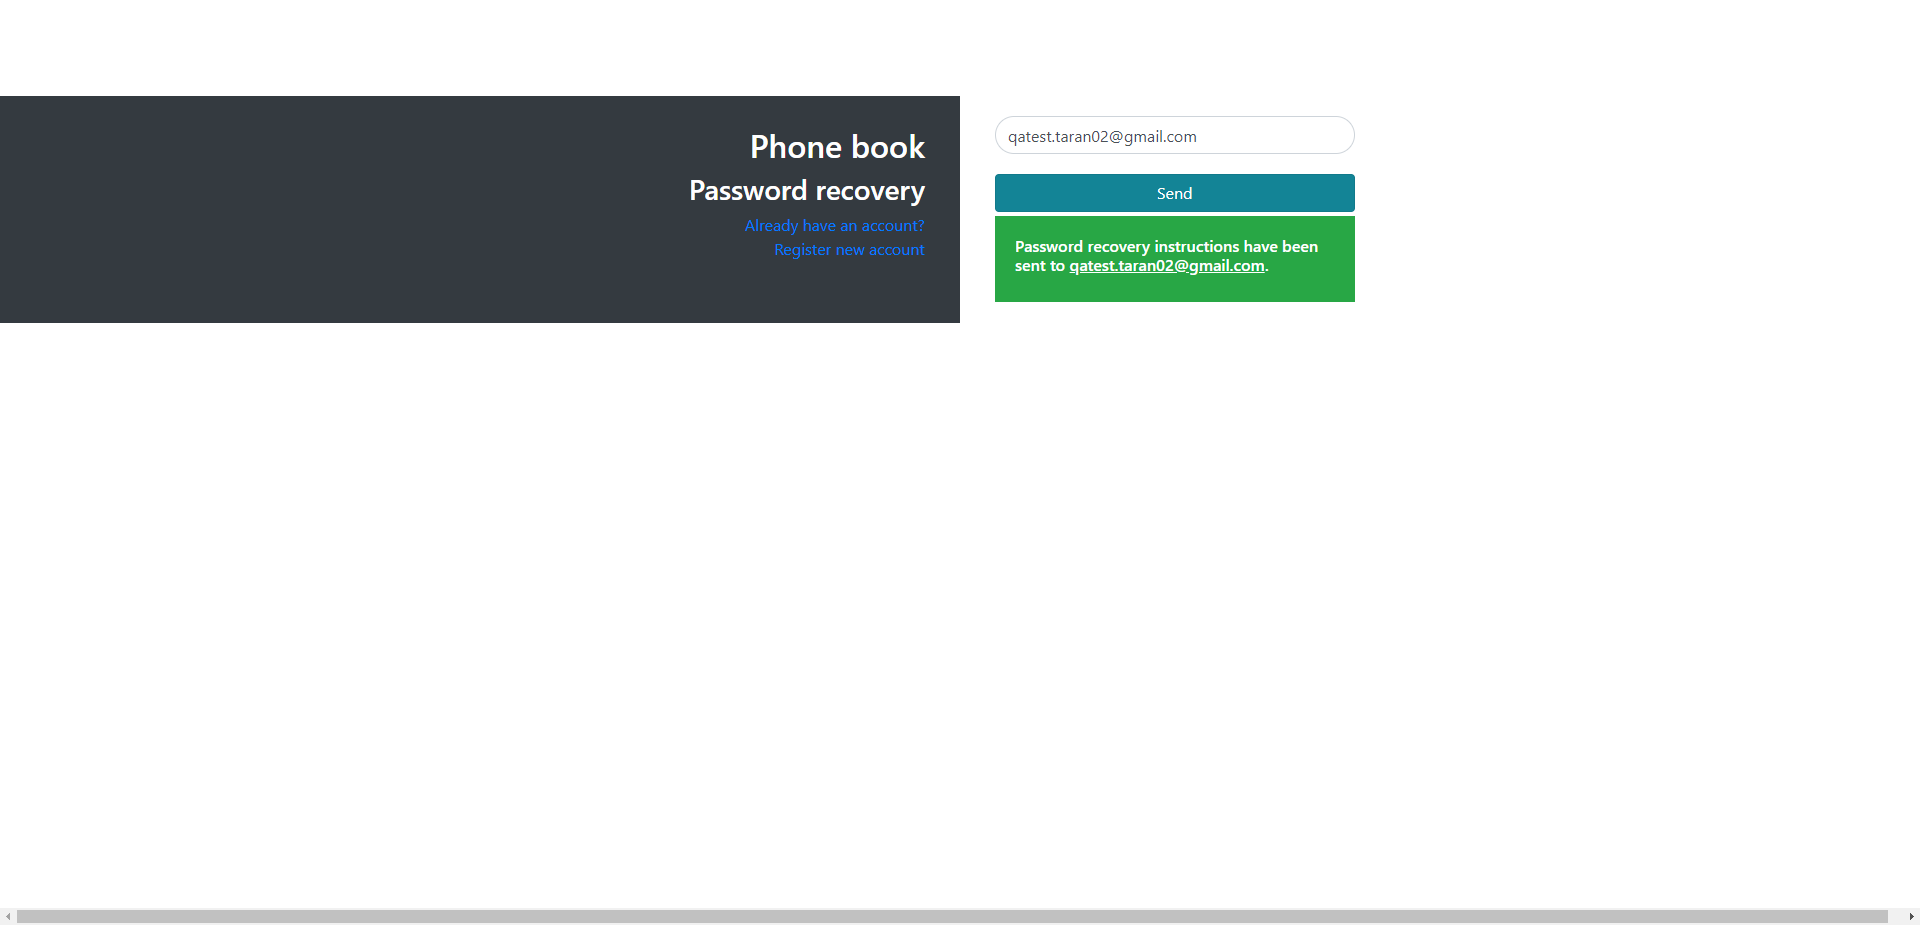 Phone book
Password recovery
Already have an account?
Register new account
qatest.taran02@gmail.com
Send
Password recovery instructions have been
sent to qatest.taran02@gmail.com.